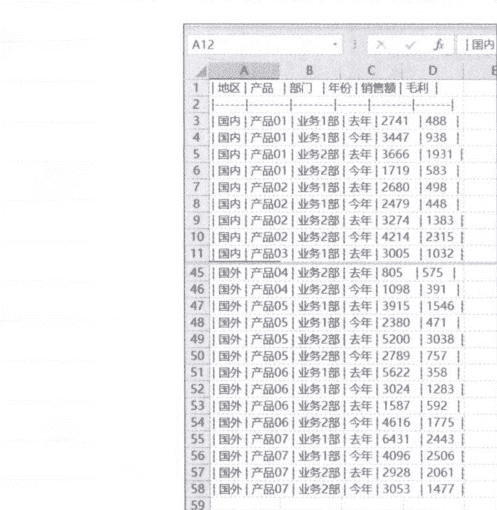 A12 fx |国内
A B C D E
1 |地区|产品 |部门 |年份|销售额|毛利 |
2 |------|--------|---------|------|--------|-------|
3 |国内|产品01|业务1部|去年|2741 |488 |
4 |国内|产品01|业务1部|今年|3447 |938 |
5 |国内|产品01|业务2部|去年|3666 |1931 |
6 |国内|产品01|业务2部|今年|1719 |583 |
7 |国内|产品02|业务1部|去年|2680 |498 |
8 |国内|产品02|业务1部|今年|2479 |448 |
9 |国内|产品02|业务2部|去年|3274 |1383 |
10 |国内|产品02|业务2部|今年|4214 |2315 |
11 |国内|产品03|业务1部|去年|3005 |1032 |
45 |国外|产品04|业务2部|去年|805 |575 |
46 |国外|产品04|业务2部|今年|1098 |391 |
47 |国外|产品05|业务1部|去年|3915 |1546 |
48 |国外|产品05|业务1部|今年|2380 |471 |
49 |国外|产品05|业务2部|去年|5200 |3038 |
50 |国外|产品05|业务2部|今年|2789 |757 |
51 |国外|产品06|业务1部|去年|5622 |358 |
52 |国外|产品06|业务1部|今年|3024 |1283 |
53 |国外|产品06|业务2部|去年|1587 |592 |
54 |国外|产品06|业务2部|今年|4616 |1775 |
55 |国外|产品07|业务1部|去年|6431 |2443 |
56 |国外|产品07|业务1部|今年|4096 |2506 |
57 |国外|产品07|业务2部|去年|2928 |2061 |
58 |国外|产品07|业务2部|今年|3053 |1477 |
59